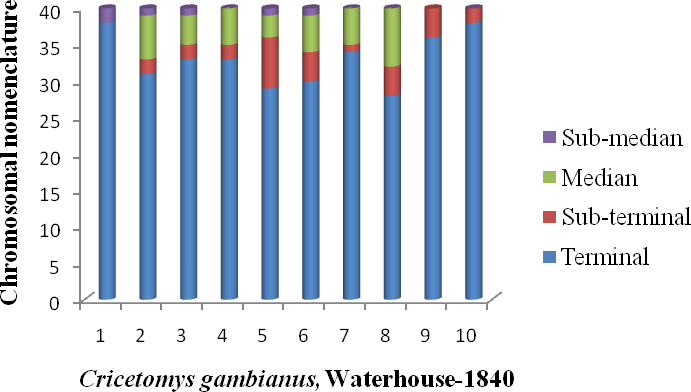 Chromosomal nomenclature
40
35
30
25
20
15
10
5
0
1 2 3 4 5 6 7 8 9 10
Cricetomys gambianus, Waterhouse-1840
Sub-median
Median
Sub-terminal
Terminal